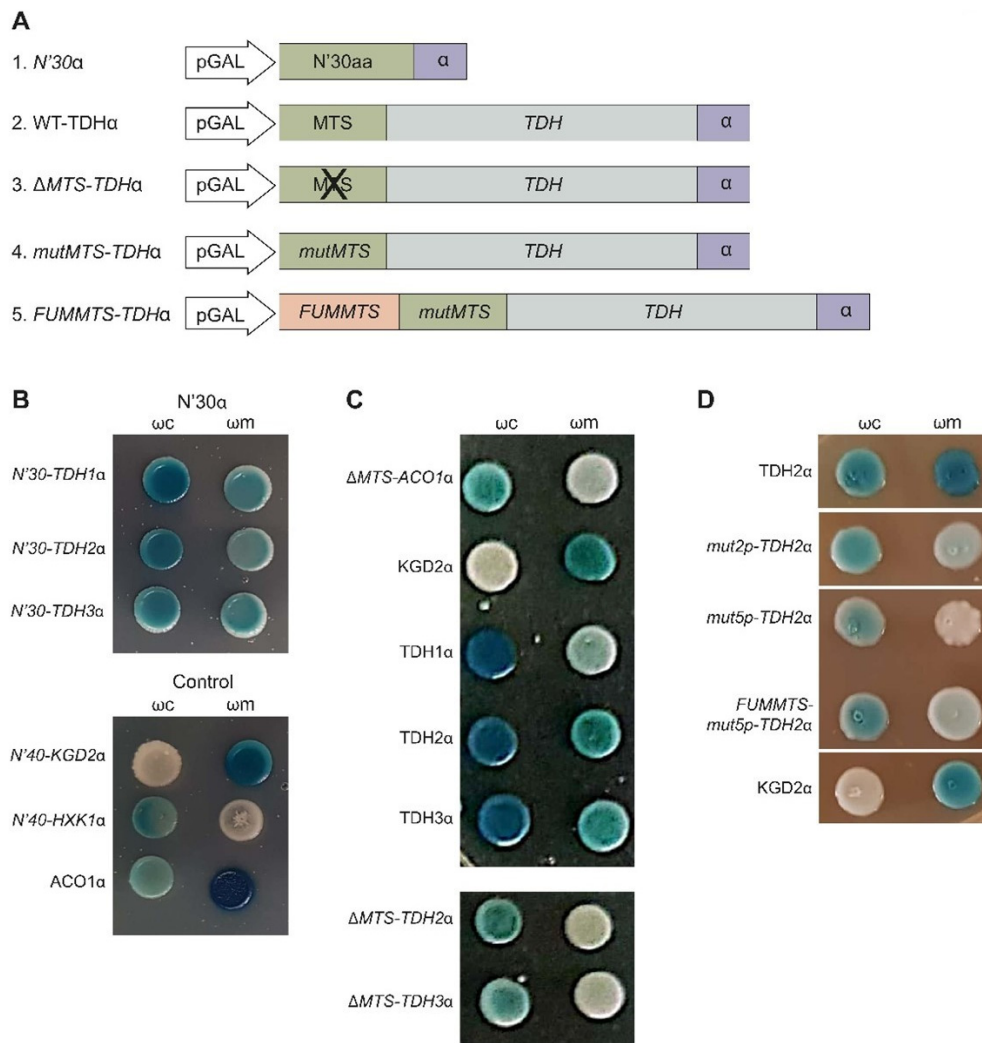 A
1. N'30α pGAL N'30aa α
2. WT-TDHα pGAL MTS TDH α
3. ΔMTS-TDHα pGAL MTS TDH α
4. mutMTS-TDHα pGAL mutMTS TDH α
5. FUMMTS-TDHα pGAL FUMMTS mutMTS TDH α
B
N'30α
ωc ωm
N'30-TDH1α
N'30-TDH2α
N'30-TDH3α
Control
ωc ωm
N'40-KGD2α
N'40-HXK1α
ACO1α
C
ωc ωm
ΔMTS-ACO1α
KGD2α
TDH1α
TDH2α
TDH3α
ΔMTS-TDH2α
ΔMTS-TDH3α
D
ωc ωm
TDH2α
mut2p-TDH2α
mut5p-TDH2α
FUMMTS-
mut5p-TDH2α
KGD2α